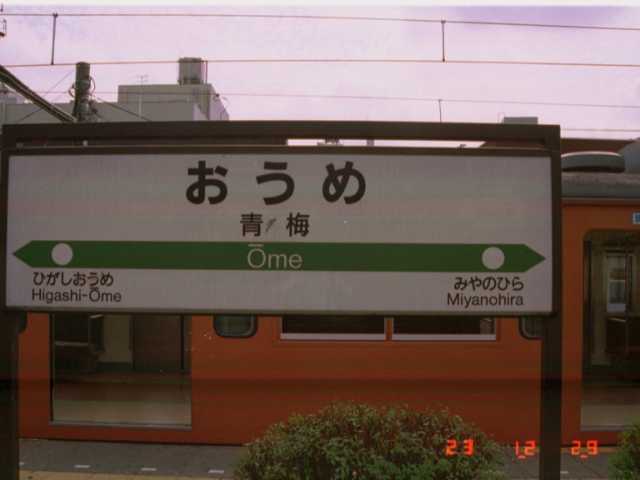 おうめ
青梅
Ōme
ひがしおうめ
Higashi-Ōme
みやのひら
Miyanohira
23 12 29